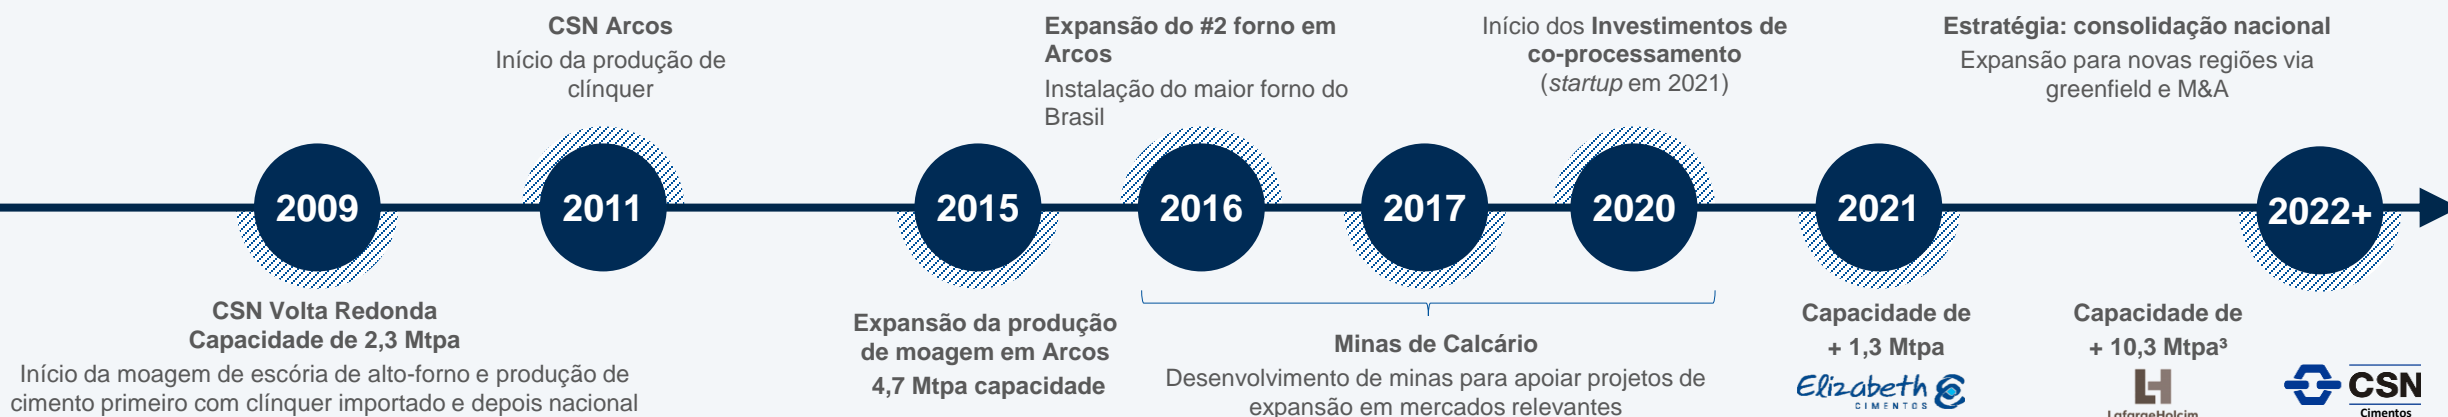 CSN Arcos
Início da produção de
clínquer
Expansão do #2 forno em
Arcos
Instalação do maior forno do
Brasil
Início dos Investimentos de
co-processamento
(startup em 2021)
Estratégia: consolidação nacional
Expansão para novas regiões via
greenfield e M&A
2009
2011
2015
2016
2017
2020
2021
2022+
CSN Volta Redonda
Capacidade de 2,3 Mtpa
Início da moagem de escória de alto-forno e produção de
cimento primeiro com clínquer importado e depois nacional
Expansão da produção
de moagem em Arcos
4,7 Mtpa capacidade
Minas de Calcário
Desenvolvimento de minas para apoiar projetos de
expansão em mercados relevantes
Capacidade de
+ 1,3 Mtpa
Elizabeth
CIMENTOS
Capacidade de
+ 10,3 Mtpa³
LafargeHolcim
CSN
Cimentos